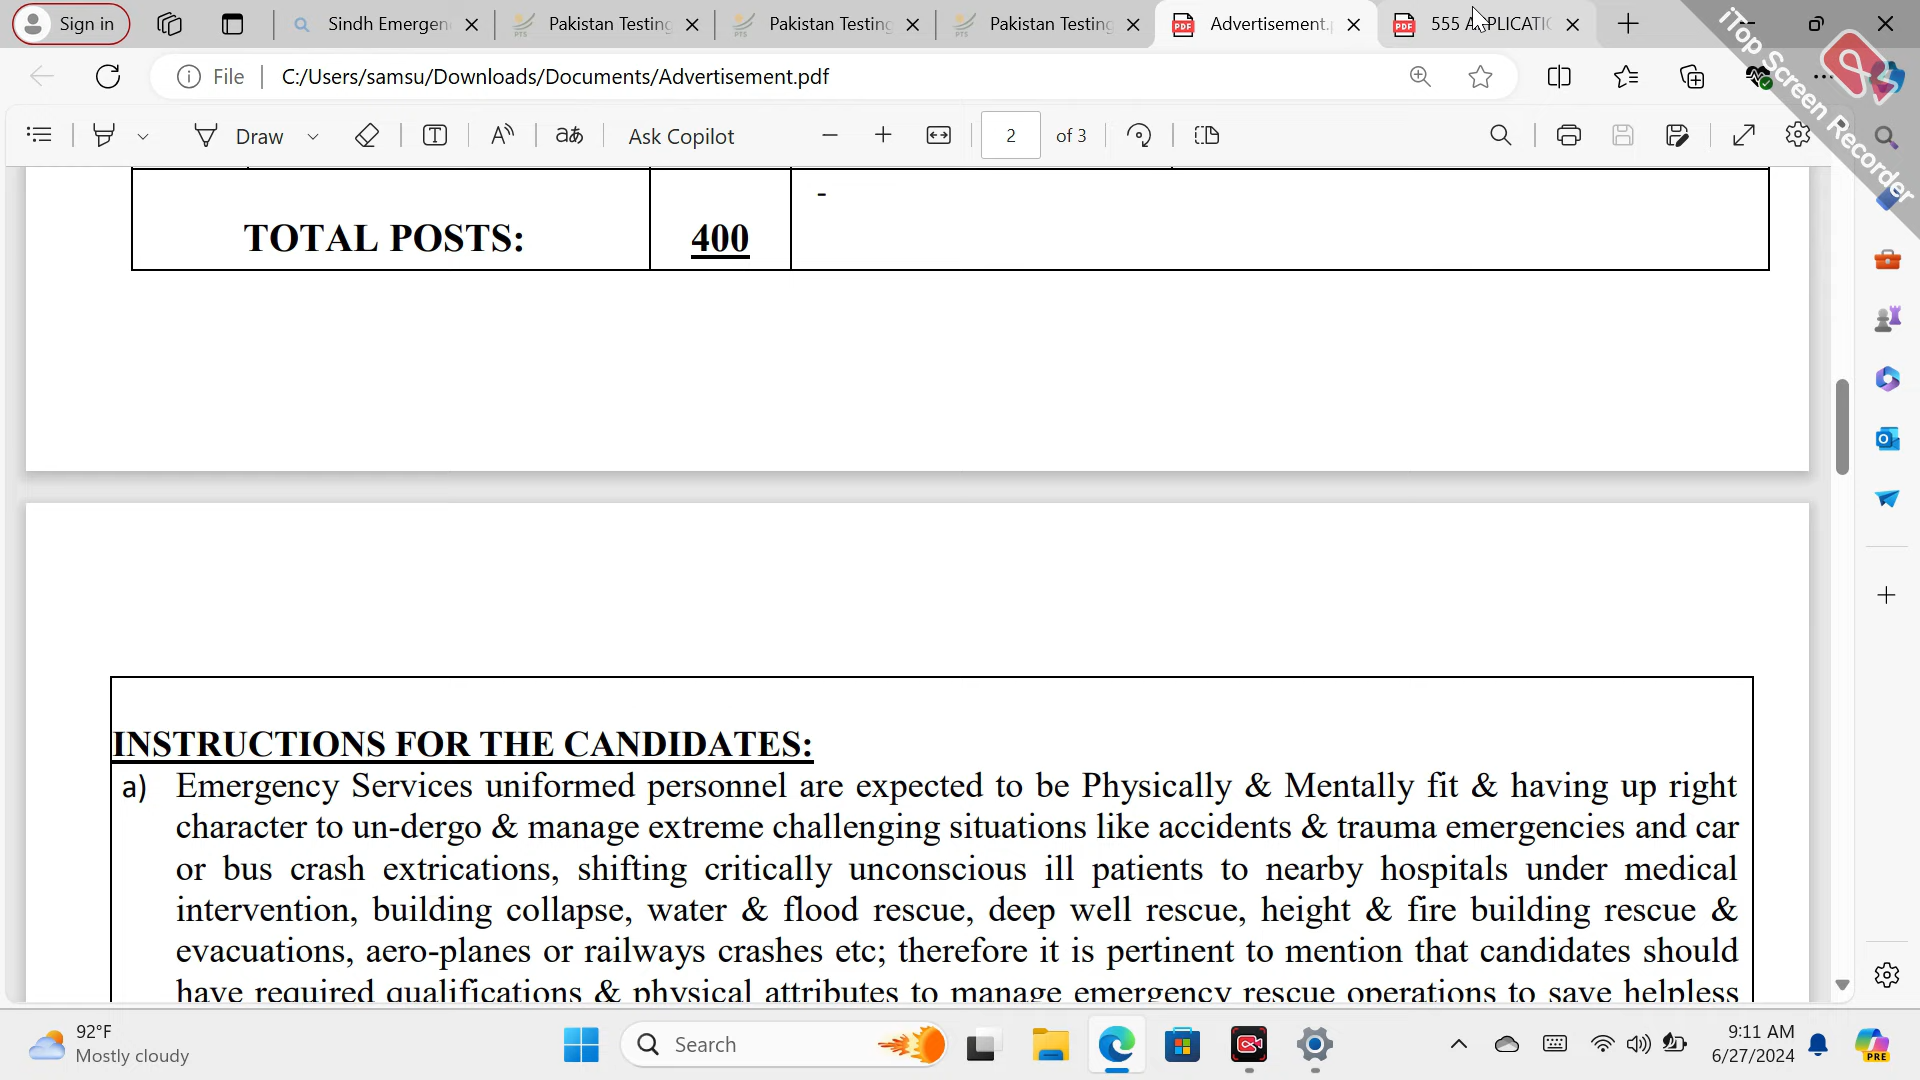 Sign in
Sindh Emergen
Pakistan Testing
Pakistan Testing
Pakistan Testing
Advertisement.
555 APPLICATIO
File
C:/Users/samsu/Downloads/Documents/Advertisement.pdf
Draw
Ask Copilot
2
of 3
iTop Screen Recorder
-
TOTAL POSTS:
400
INSTRUCTIONS FOR THE CANDIDATES:
a) Emergency Services uniformed personnel are expected to be Physically & Mentally fit & having up right
character to un-dergo & manage extreme challenging situations like accidents & trauma emergencies and car
or bus crash extrications, shifting critically unconscious ill patients to nearby hospitals under medical
intervention, building collapse, water & flood rescue, deep well rescue, height & fire building rescue &
evacuations, aero-planes or railways crashes etc; therefore it is pertinent to mention that candidates should
have required qualifications & physical attributes to manage emergency rescue operations to save helpless
92°F
Mostly cloudy
Search
9:11 AM
6/27/2024
PRE